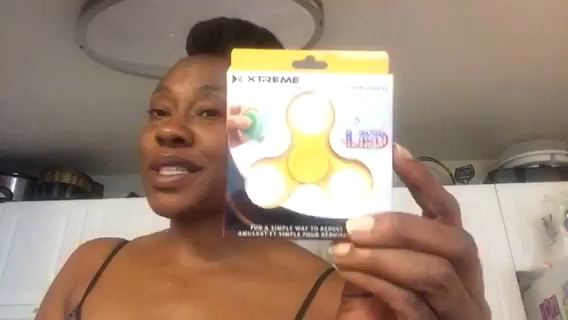 XTREME
LED
FUN & SIMPLE WAY TO REDUCE
AMUSANT ET SIMPLE POUR RÉDUIRE